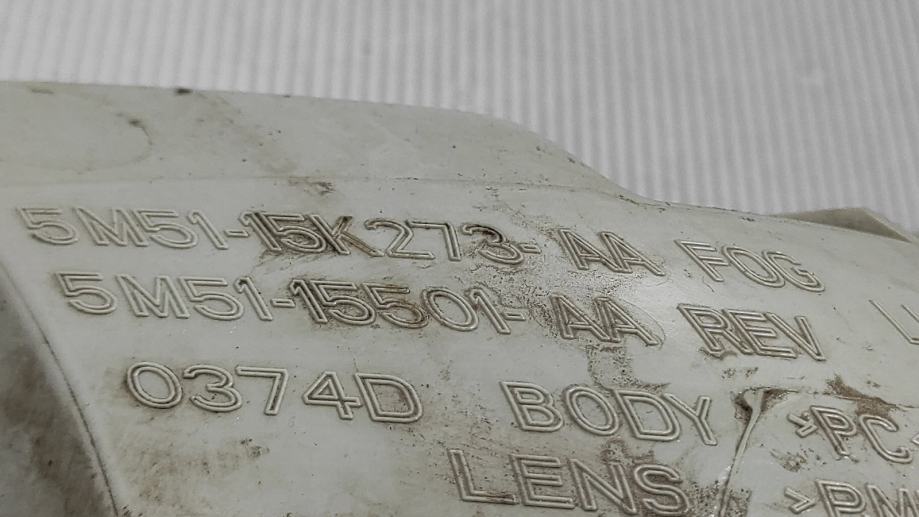 5M51-15K273-AA FOG
5M51-15501-AA REV L
0374D BODY >PC
LENS >PM